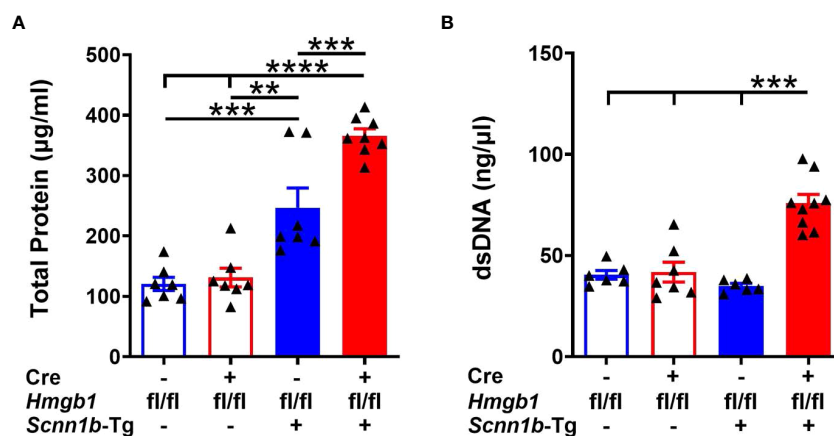 A
B
Total Protein (µg/ml)
500
400
300
200
100
0
***
****
**
***
Cre - + - +
Hmgb1 fl/fl fl/fl fl/fl fl/fl
Scnn1b-Tg - - + +
dsDNA (ng/µl)
150
100
50
0
***
- + - +
fl/fl fl/fl fl/fl fl/fl
- - + +
Cre
Hmgb1
Scnn1b-Tg